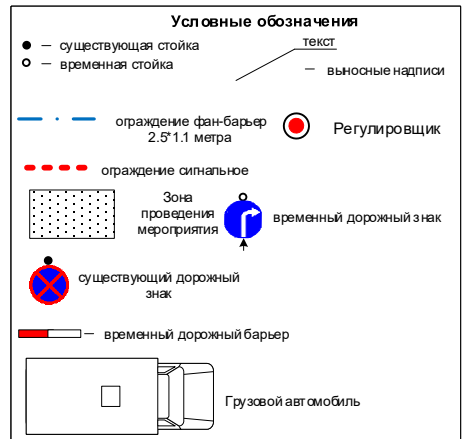 Условные обозначения
– существующая стойка
– временная стойка
текст
– выносные надписи
ограждение фан-барьер
2.5*1.1 метра
Регулировщик
ограждение сигнальное
Зона
проведения
мероприятия
временный дорожный знак
существующий дорожный
знак
– временный дорожный барьер
Грузовой автомобиль